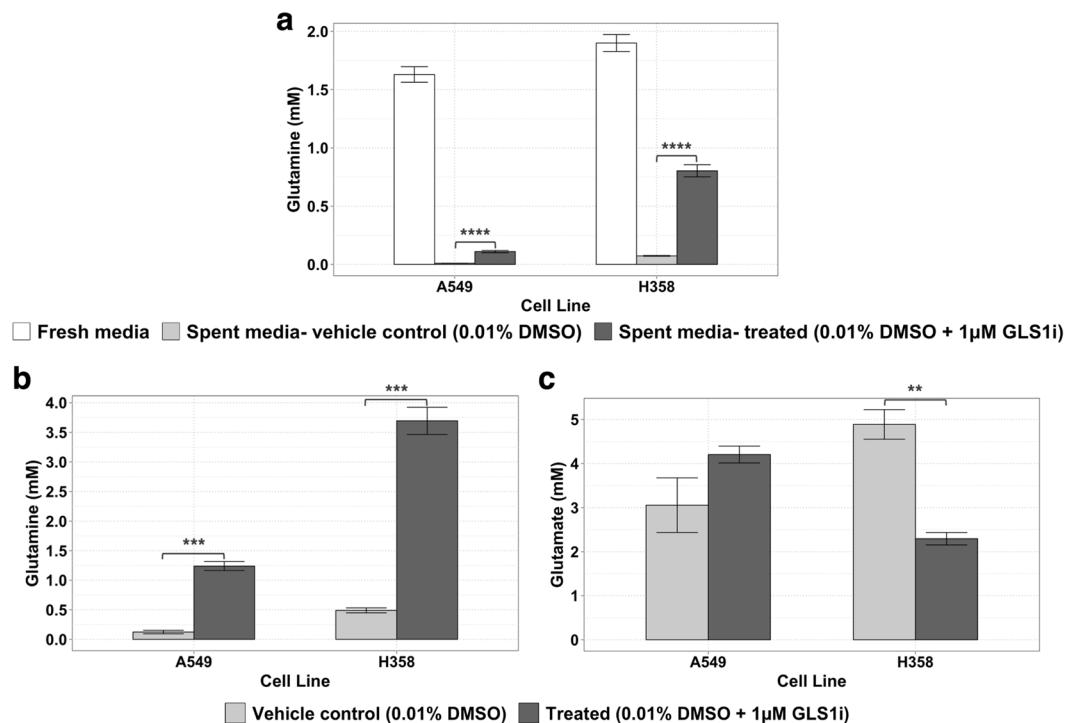 a
Glutamine (mM)
2.0
1.5
1.0
0.5
0.0
****
****
A549 H358
Cell Line
Fresh media Spent media- vehicle control (0.01% DMSO) Spent media- treated (0.01% DMSO + 1µM GLS1i)
b
Glutamine (mM)
4.0
3.5
3.0
2.5
2.0
1.5
1.0
0.5
0.0
***
***
A549 H358
Cell Line
c
Glutamate (mM)
5
4
3
2
1
0
**
A549 H358
Cell Line
Vehicle control (0.01% DMSO) Treated (0.01% DMSO + 1µM GLS1i)